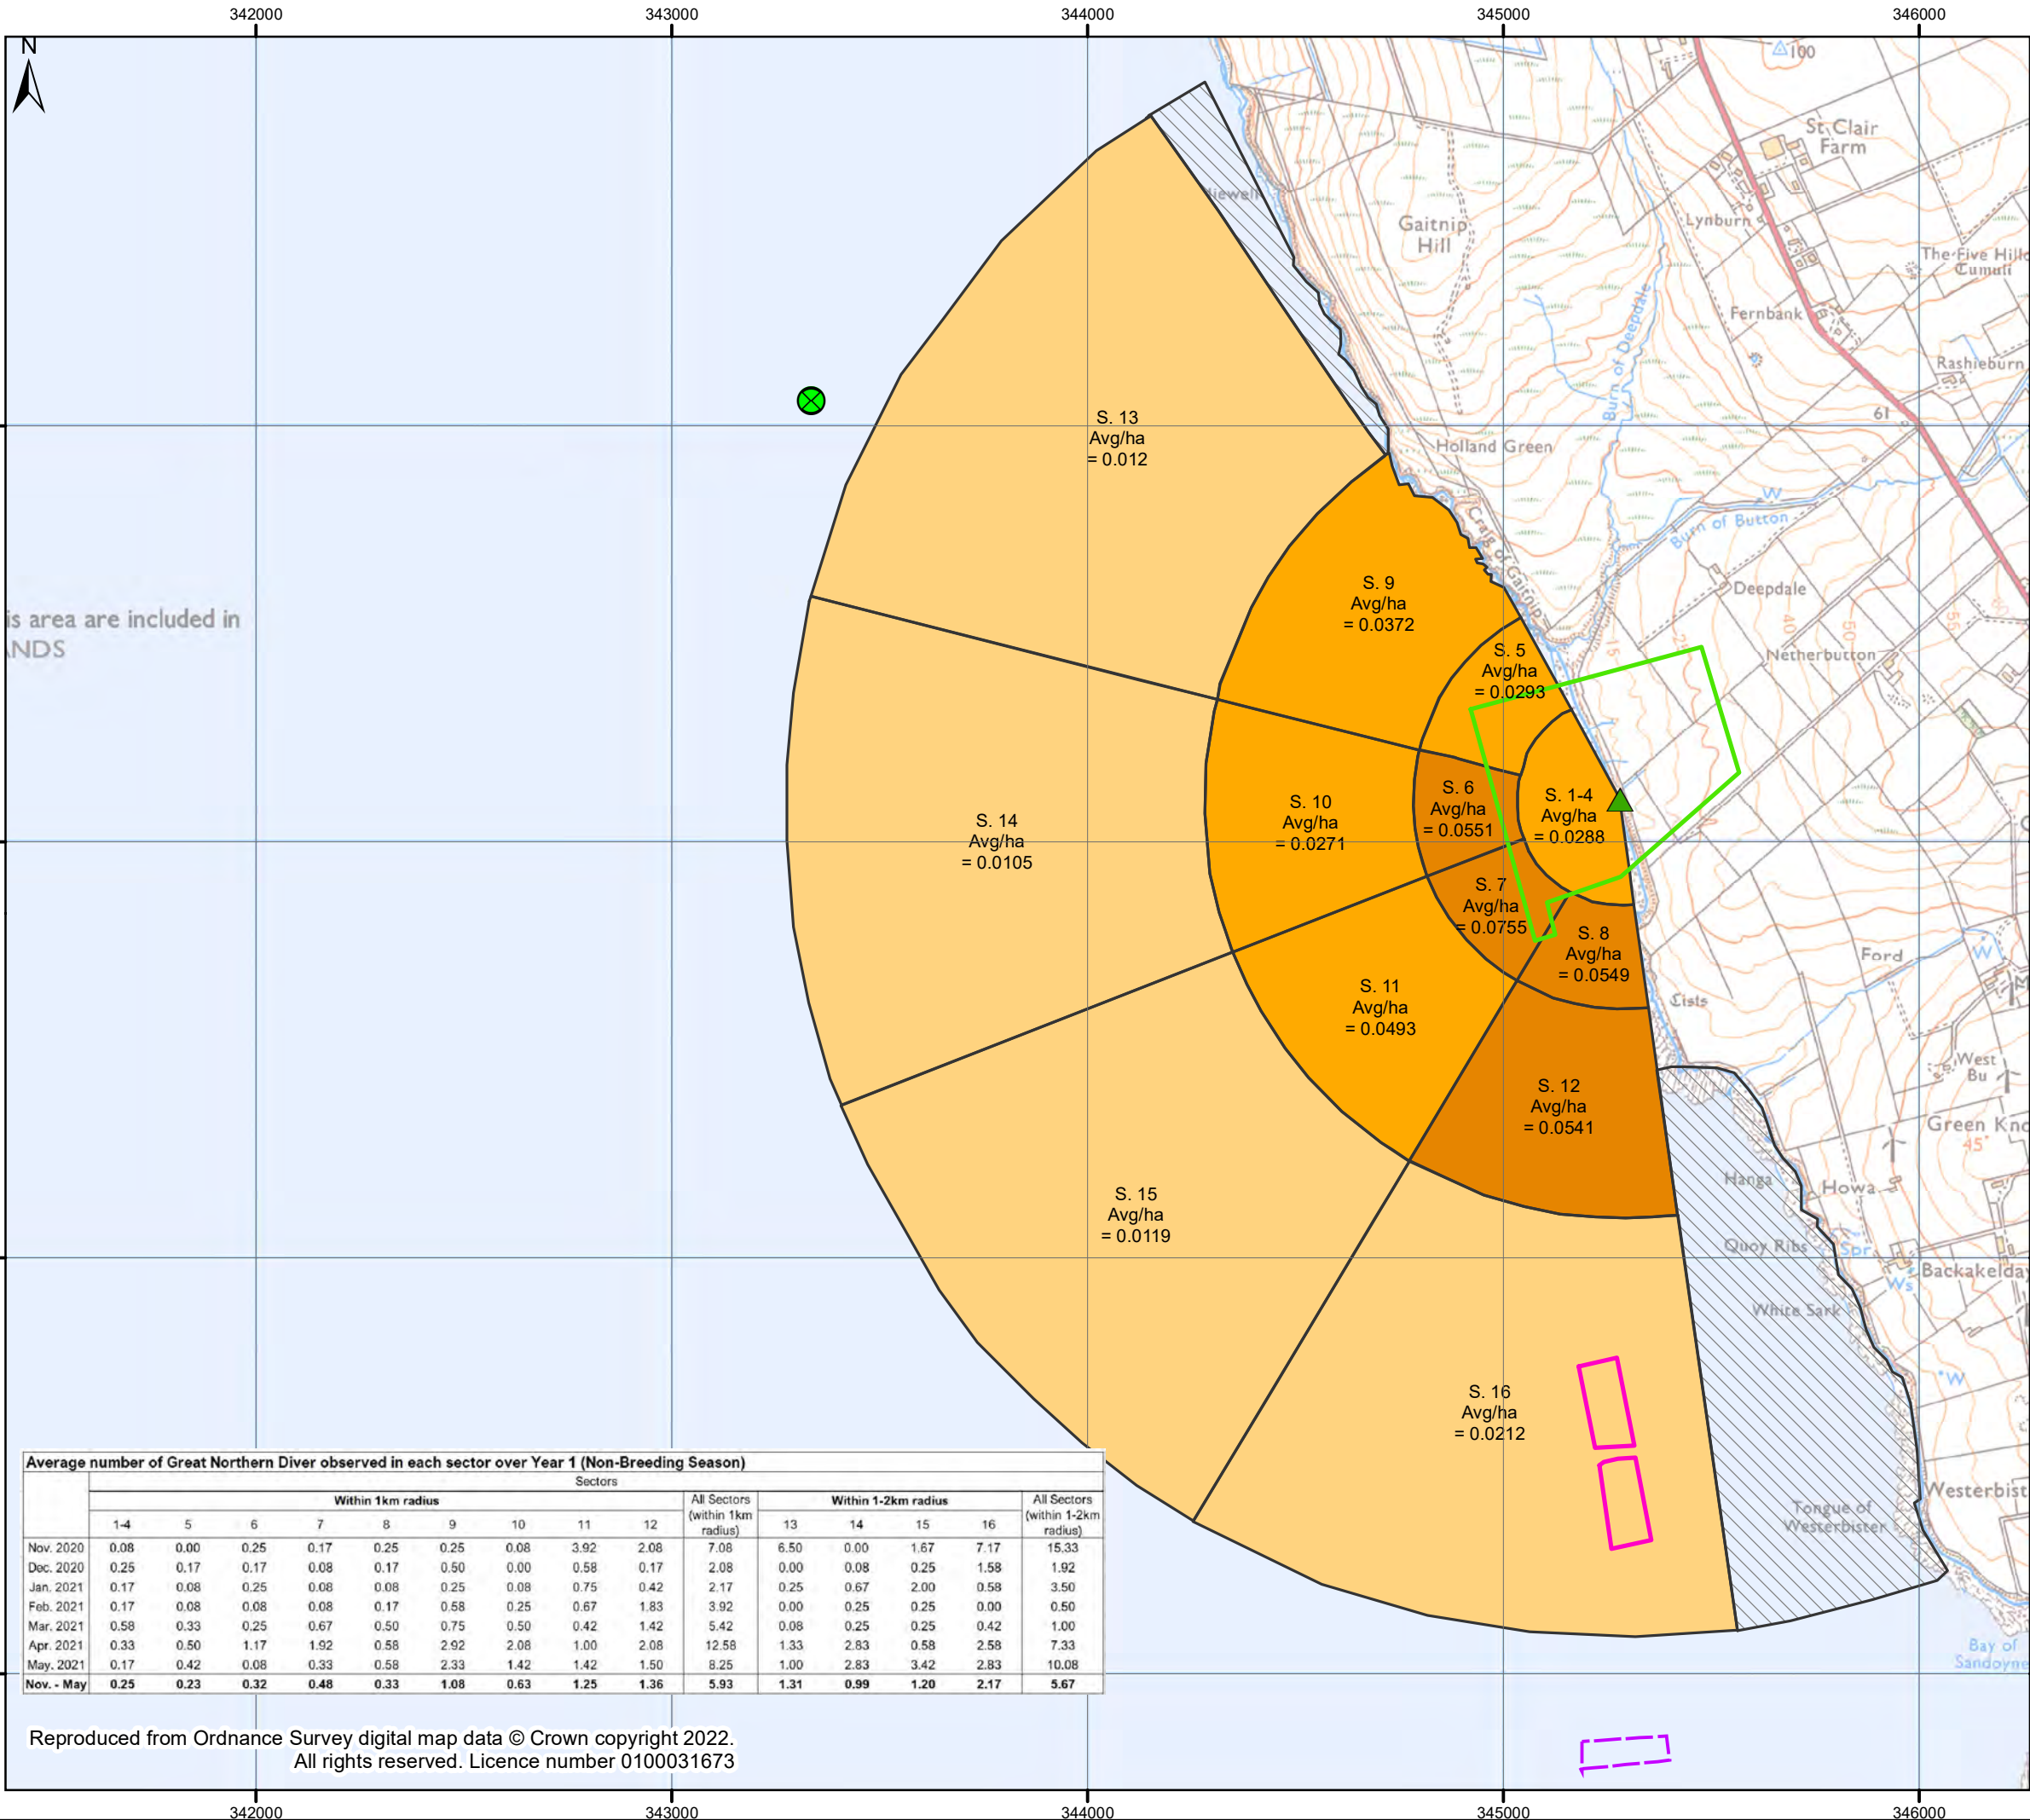 342000 343000 344000 345000 346000
N
100
St Clair
Farm
Lynburn
Gaitnip
Hill
The Five Hill
Tumuli
Fernbank
Burn of Deepdale
Rashieburn
61
Holland Green
S. 13
Avg/ha
= 0.012
W
Burn of Button
Craig of Gaitnip
Deepdale
S. 9
Avg/ha
= 0.0372
is area are included in
NDS
15
40
50
55
60
Netherbutton
S. 5
Avg/ha
= 0.0293
S. 6
Avg/ha
= 0.0551
S. 1-4
Avg/ha
= 0.0288
S. 10
Avg/ha
= 0.0271
S. 14
Avg/ha
= 0.0105
S. 7
Avg/ha
= 0.0755
S. 8
Avg/ha
= 0.0549
Ford
W
Cists
S. 11
Avg/ha
= 0.0493
West
Bu
S. 12
Avg/ha
= 0.0541
Green Kno
45
Hanga
Howa
S. 15
Avg/ha
= 0.0119
Quoy Ribs
Spr
Ws
Backakelday
White Sark
W
S. 16
Avg/ha
= 0.0212
Westerbist
Tongue of
Westerbister
Bay of
Sandoyne
Average number of Great Northern Diver observed in each sector over Year 1 (Non-Breeding Season)
Sectors
Within 1km radius All Sectors (within 1km radius) Within 1-2km radius All Sectors (within 1-2km radius)
1-4 5 6 7 8 9 10 11 12 13 14 15 16
Nov. 2020 0.08 0.00 0.25 0.17 0.25 0.25 0.08 3.92 2.08 7.08 6.50 0.00 1.67 7.17 15.33
Dec. 2020 0.25 0.17 0.17 0.08 0.17 0.50 0.00 0.58 0.17 2.08 0.00 0.08 0.25 1.58 1.92
Jan. 2021 0.17 0.08 0.25 0.08 0.08 0.25 0.08 0.75 0.42 2.17 0.25 0.67 2.00 0.58 3.50
Feb. 2021 0.17 0.08 0.08 0.08 0.17 0.58 0.25 0.67 1.83 3.92 0.00 0.25 0.25 0.00 0.50
Mar. 2021 0.58 0.33 0.25 0.67 0.50 0.75 0.50 0.42 1.42 5.42 0.08 0.25 0.25 0.42 1.00
Apr. 2021 0.33 0.50 1.17 1.92 0.58 2.92 2.08 1.00 2.08 12.58 1.33 2.83 0.58 2.58 7.33
May. 2021 0.17 0.42 0.08 0.33 0.58 2.33 1.42 1.42 1.50 8.25 1.00 2.83 3.42 2.83 10.08
Nov. - May 0.25 0.23 0.32 0.48 0.33 1.08 0.63 1.25 1.36 5.93 1.31 0.99 1.20 2.17 5.67
Reproduced from Ordnance Survey digital map data © Crown copyright 2022.
All rights reserved. Licence number 0100031673
342000 343000 344000 345000 346000